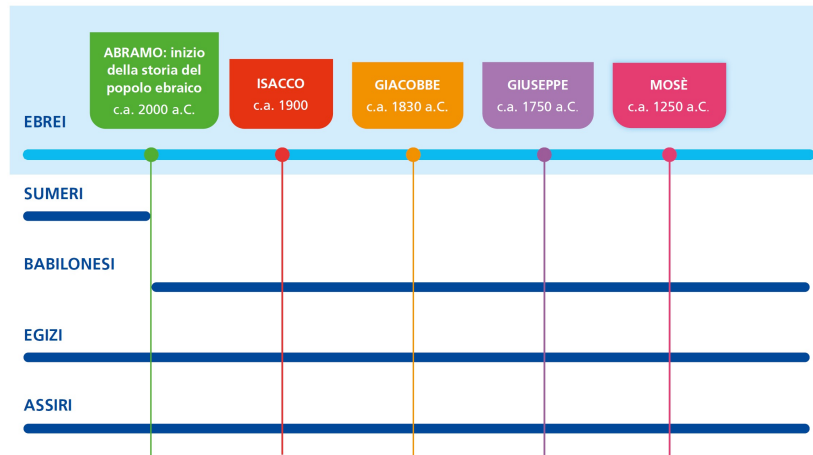 ABRAMO: inizio
della storia del
popolo ebraico
c.a. 2000 a.C.
ISACCO
c.a. 1900
GIACOBBE
c.a. 1830 a.C.
GIUSEPPE
c.a. 1750 a.C.
MOSÈ
c.a. 1250 a.C.
EBREI
SUMERI
BABILONESI
EGIZI
ASSIRI